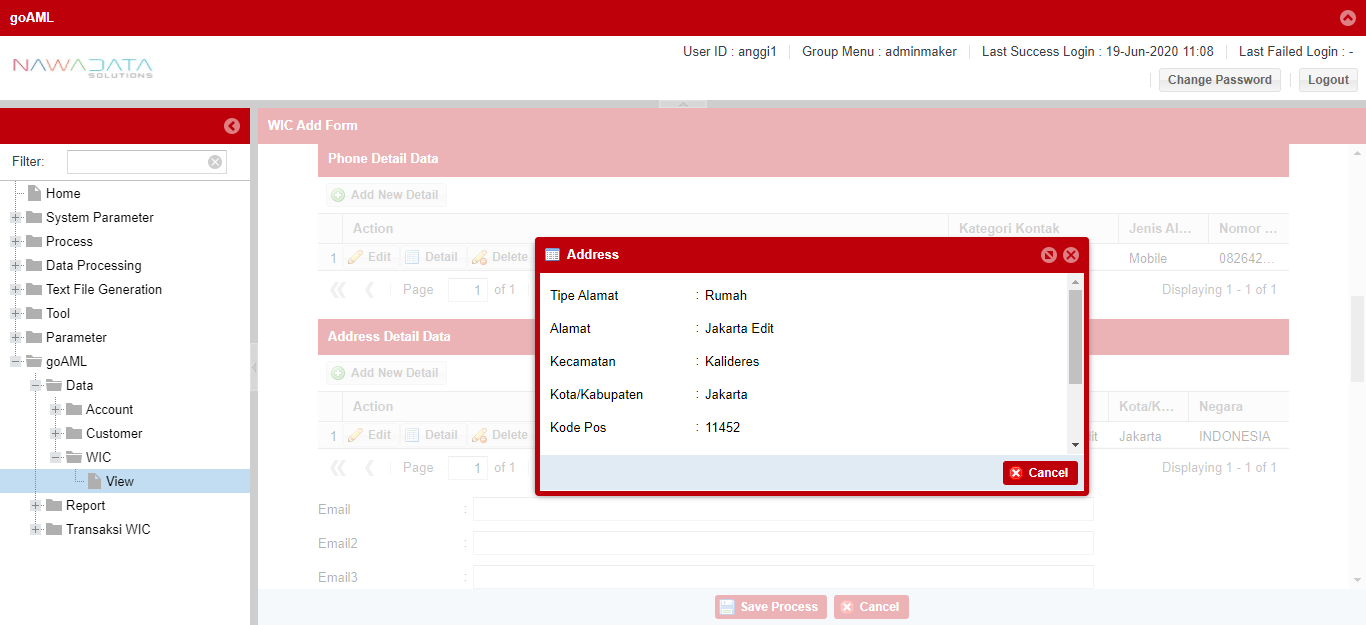 goAML
NAWADATA
SOLUTIONS
User ID : anggi1
Group Menu : adminmaker
Last Success Login : 19-Jun-2020 11:08
Last Failed Login : -
Change Password
Logout
Filter:
Home
System Parameter
Process
Data Processing
Text File Generation
Tool
Parameter
goAML
Data
Account
Customer
WIC
View
Report
Transaksi WIC
WIC Add Form
Phone Detail Data
Add New Detail
Action Kategori Kontak Jenis Al... Nomor ...
1 Edit Detail Delete Mobile 082642...
Page 1 of 1 Displaying 1 - 1 of 1
Address Detail Data
Add New Detail
Action Kota/K... Negara
1 Edit Detail Delete Jakarta INDONESIA
Page 1 of 1 Displaying 1 - 1 of 1
Email :
Email2 :
Email3 :
Save Process
Cancel
Address
Tipe Alamat : Rumah
Alamat : Jakarta Edit
Kecamatan : Kalideres
Kota/Kabupaten : Jakarta
Kode Pos : 11452
Cancel